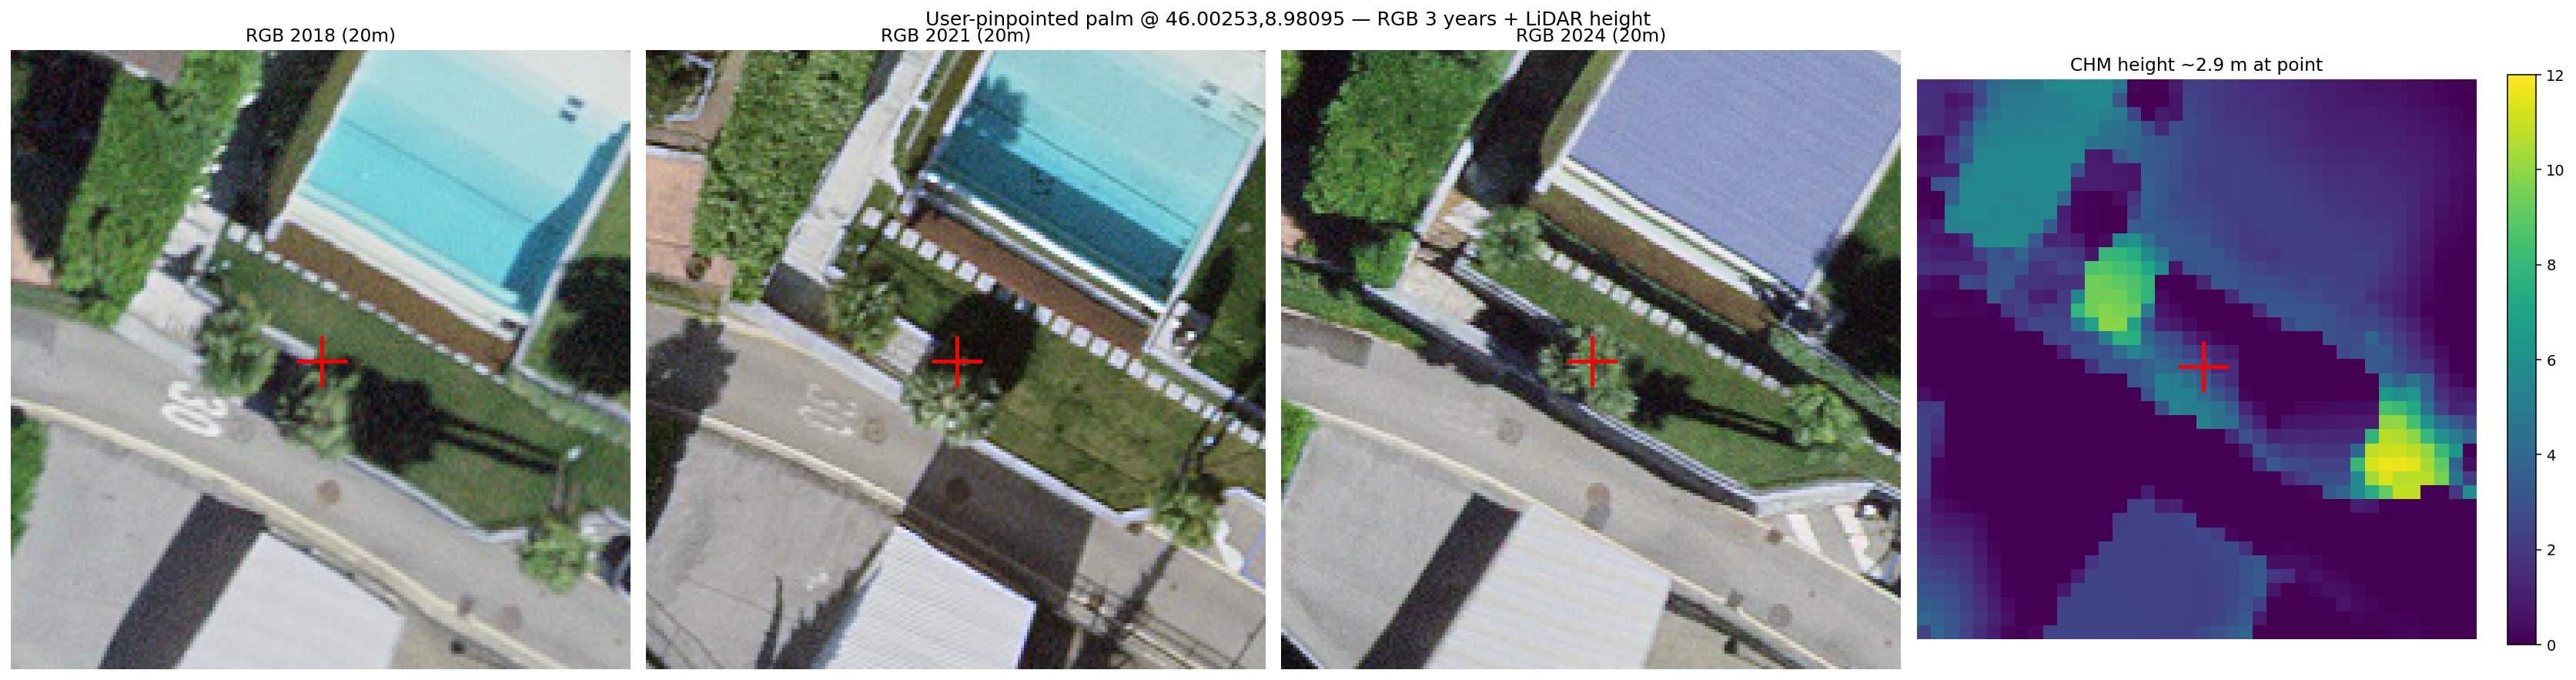 User-pinpointed palm @ 46.00253,8.98095 — RGB 3 years + LiDAR height
RGB 2018 (20m)
RGB 2021 (20m)
RGB 2024 (20m)
CHM height ~2.9 m at point
30
12
10
8
6
4
2
0